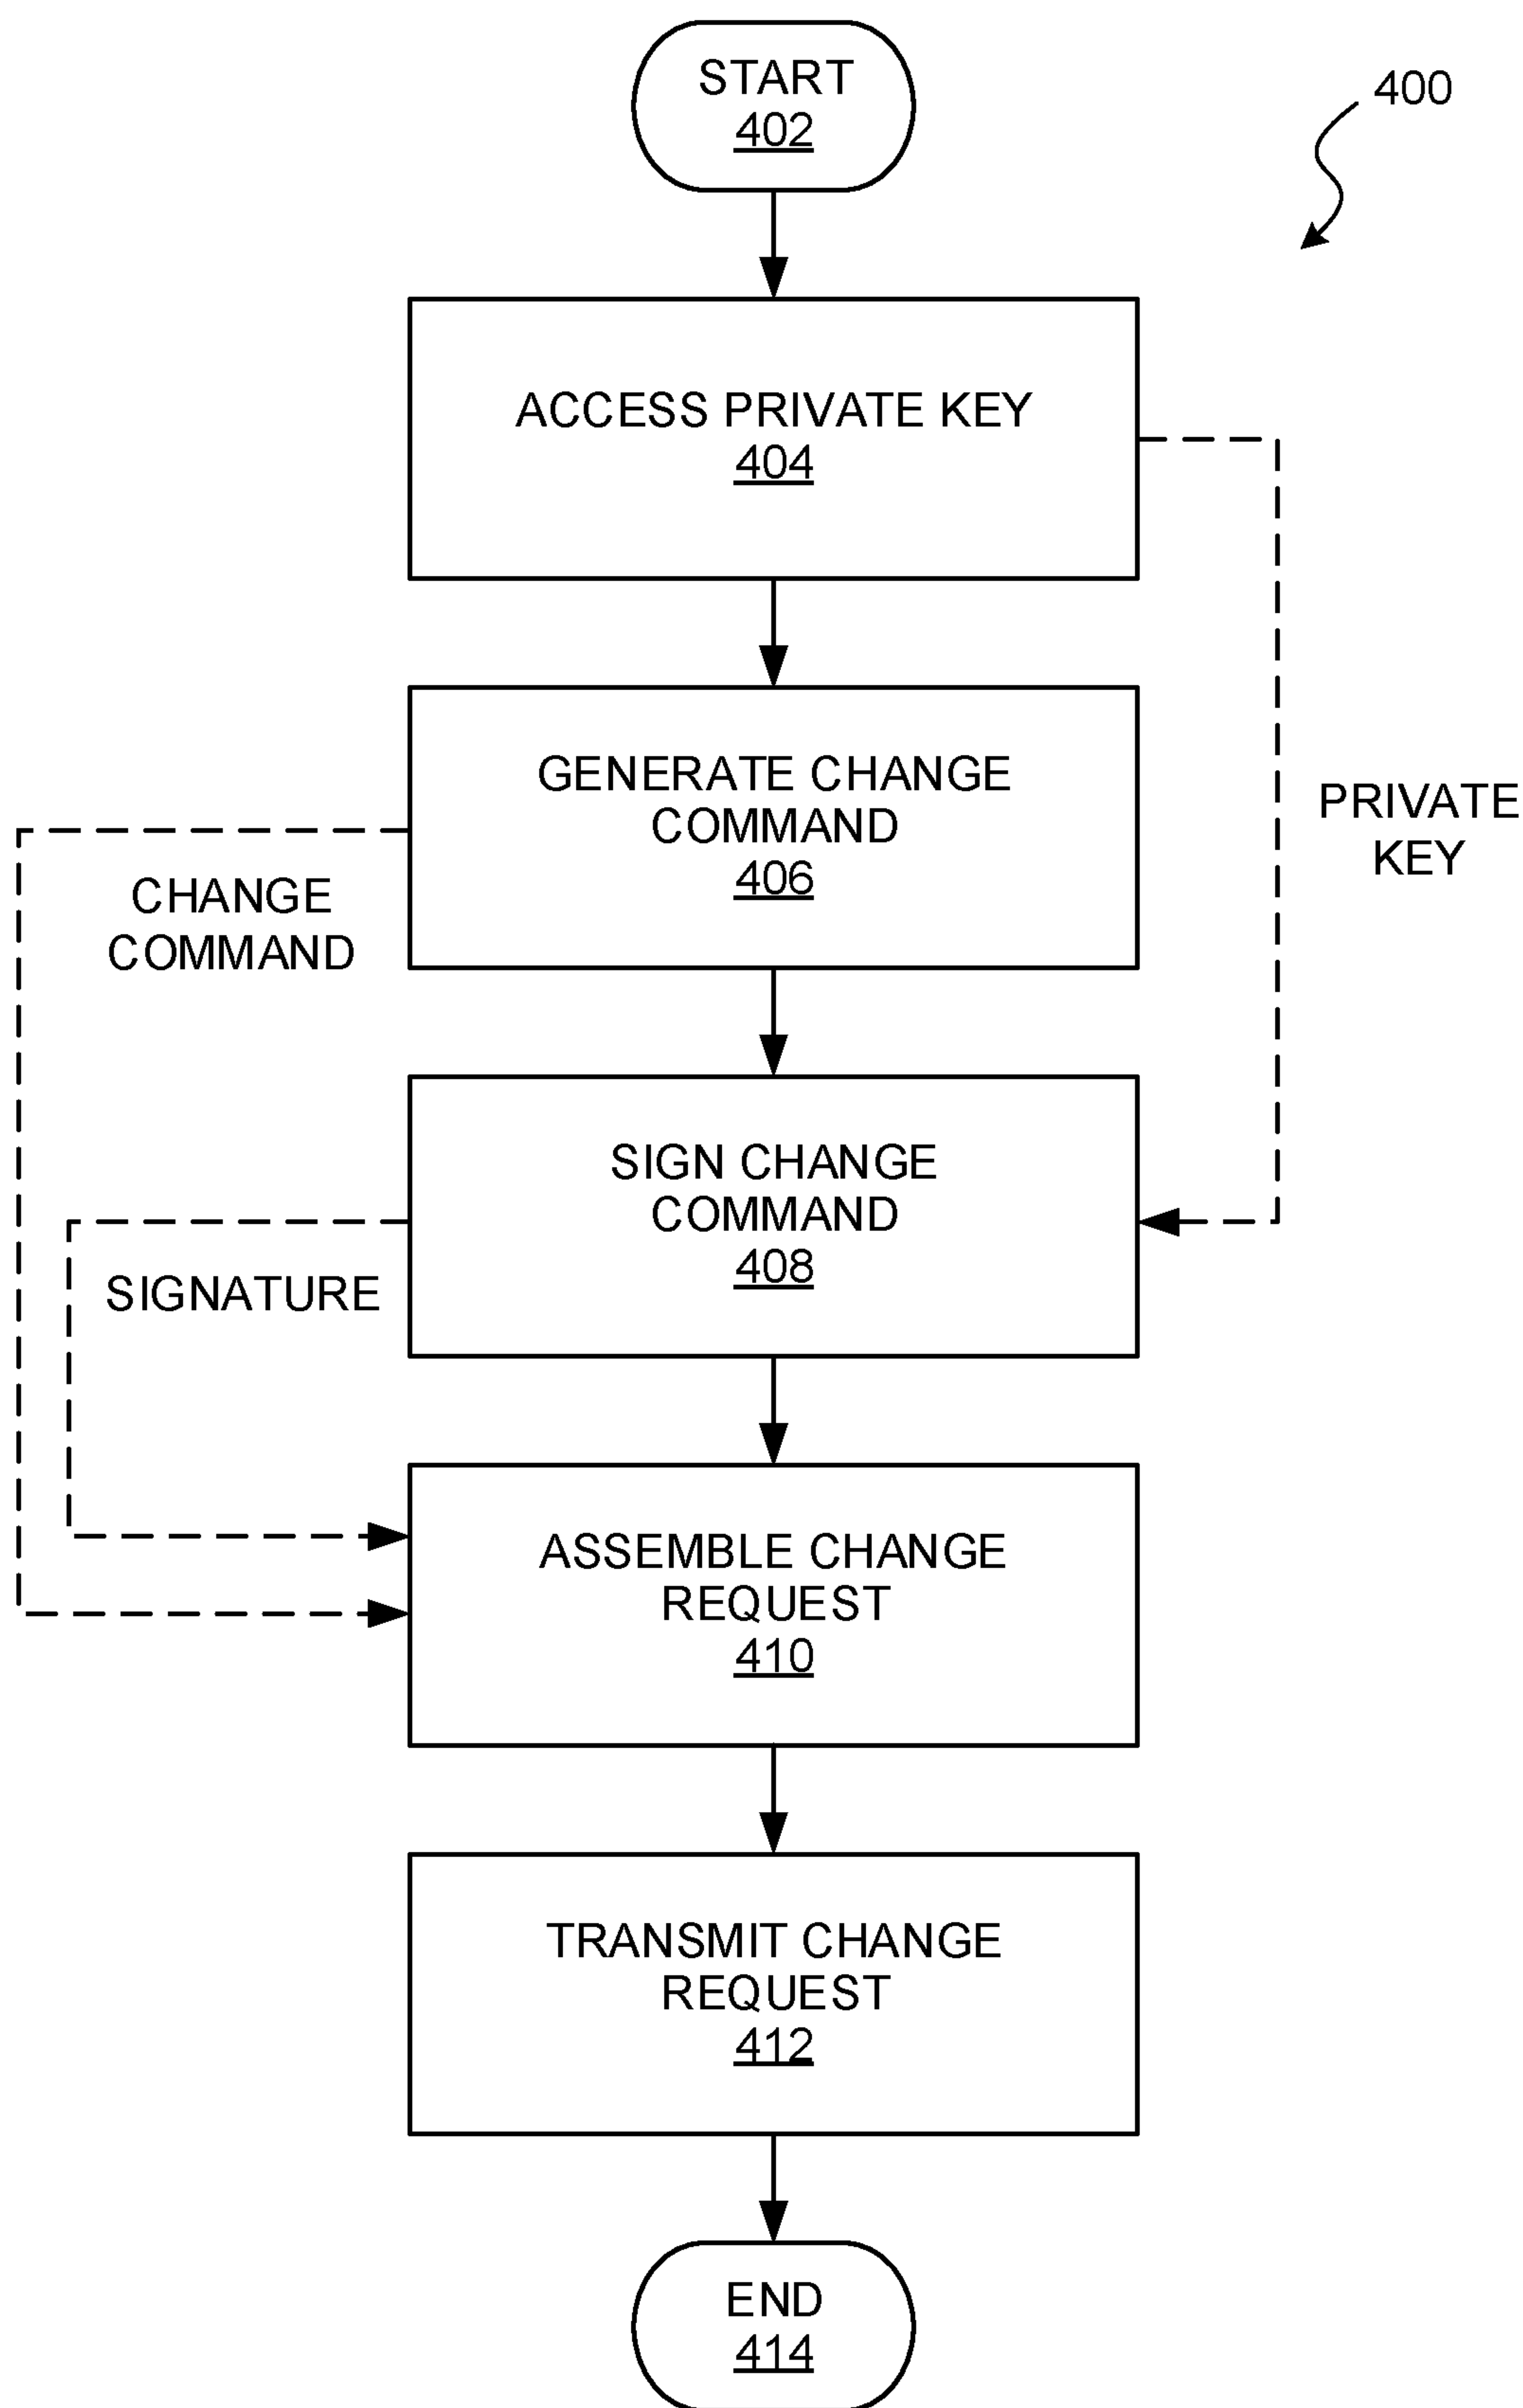 START
402
400
ACCESS PRIVATE KEY
404
GENERATE CHANGE
COMMAND
406
PRIVATE
KEY
CHANGE
COMMAND
SIGN CHANGE
COMMAND
408
SIGNATURE
ASSEMBLE CHANGE
REQUEST
410
TRANSMIT CHANGE
REQUEST
412
END
414